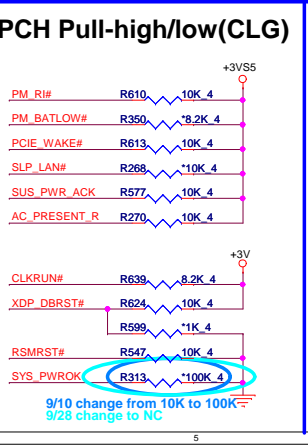 PCH Pull-high/low(CLG)
+3VS5
PM_RI# R610 10K_4
PM_BATLOW# R350 *8.2K_4
PCIE_WAKE# R613 10K_4
SLP_LAN# R268 *10K_4
SUS_PWR_ACK R577 10K_4
AC_PRESENT_R R270 10K_4
+3V
CLKRUN# R639 8.2K_4
XDP_DBRST# R624 10K_4
R599 *1K_4
RSMRST# R547 10K_4
SYS_PWROK R313 *100K_4
9/10 change from 10K to 100K
9/28 change to NC
5